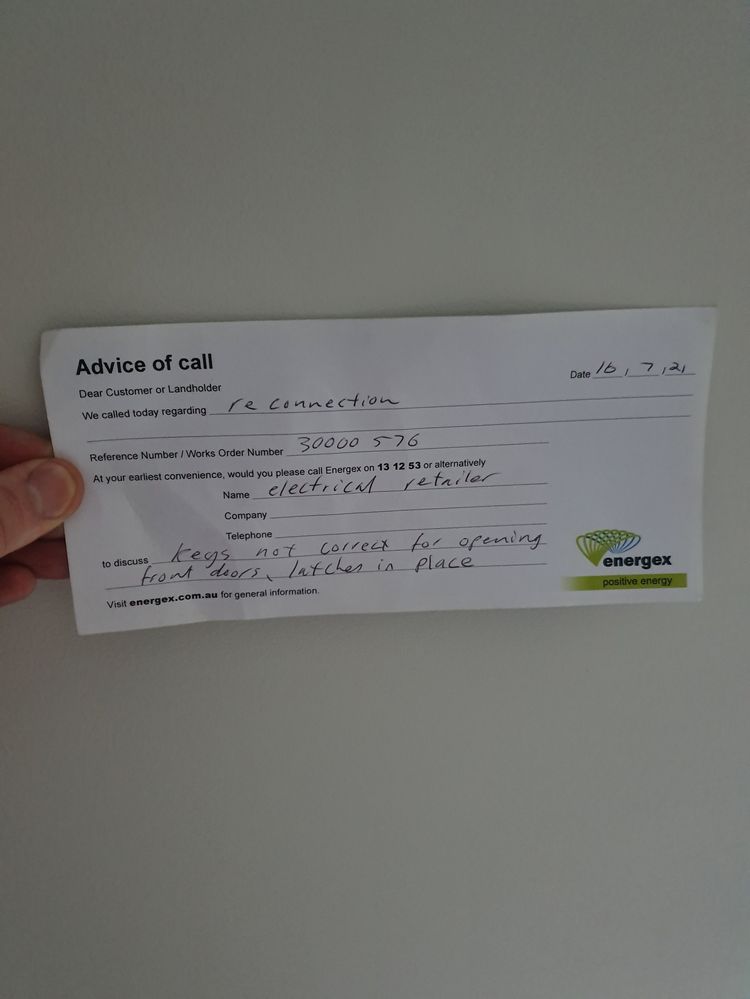 Advice of call
Date 16, 7, 21
Dear Customer or Landholder
We called today regarding re connection
Reference Number / Works Order Number 30000 576
At your earliest convenience, would you please call Energex on 13 12 53 or alternatively
Name electrical retailer
Company
Telephone
to discuss keys not correct for opening
front doors, latches in place
Visit energex.com.au for general information.
energex
positive energy